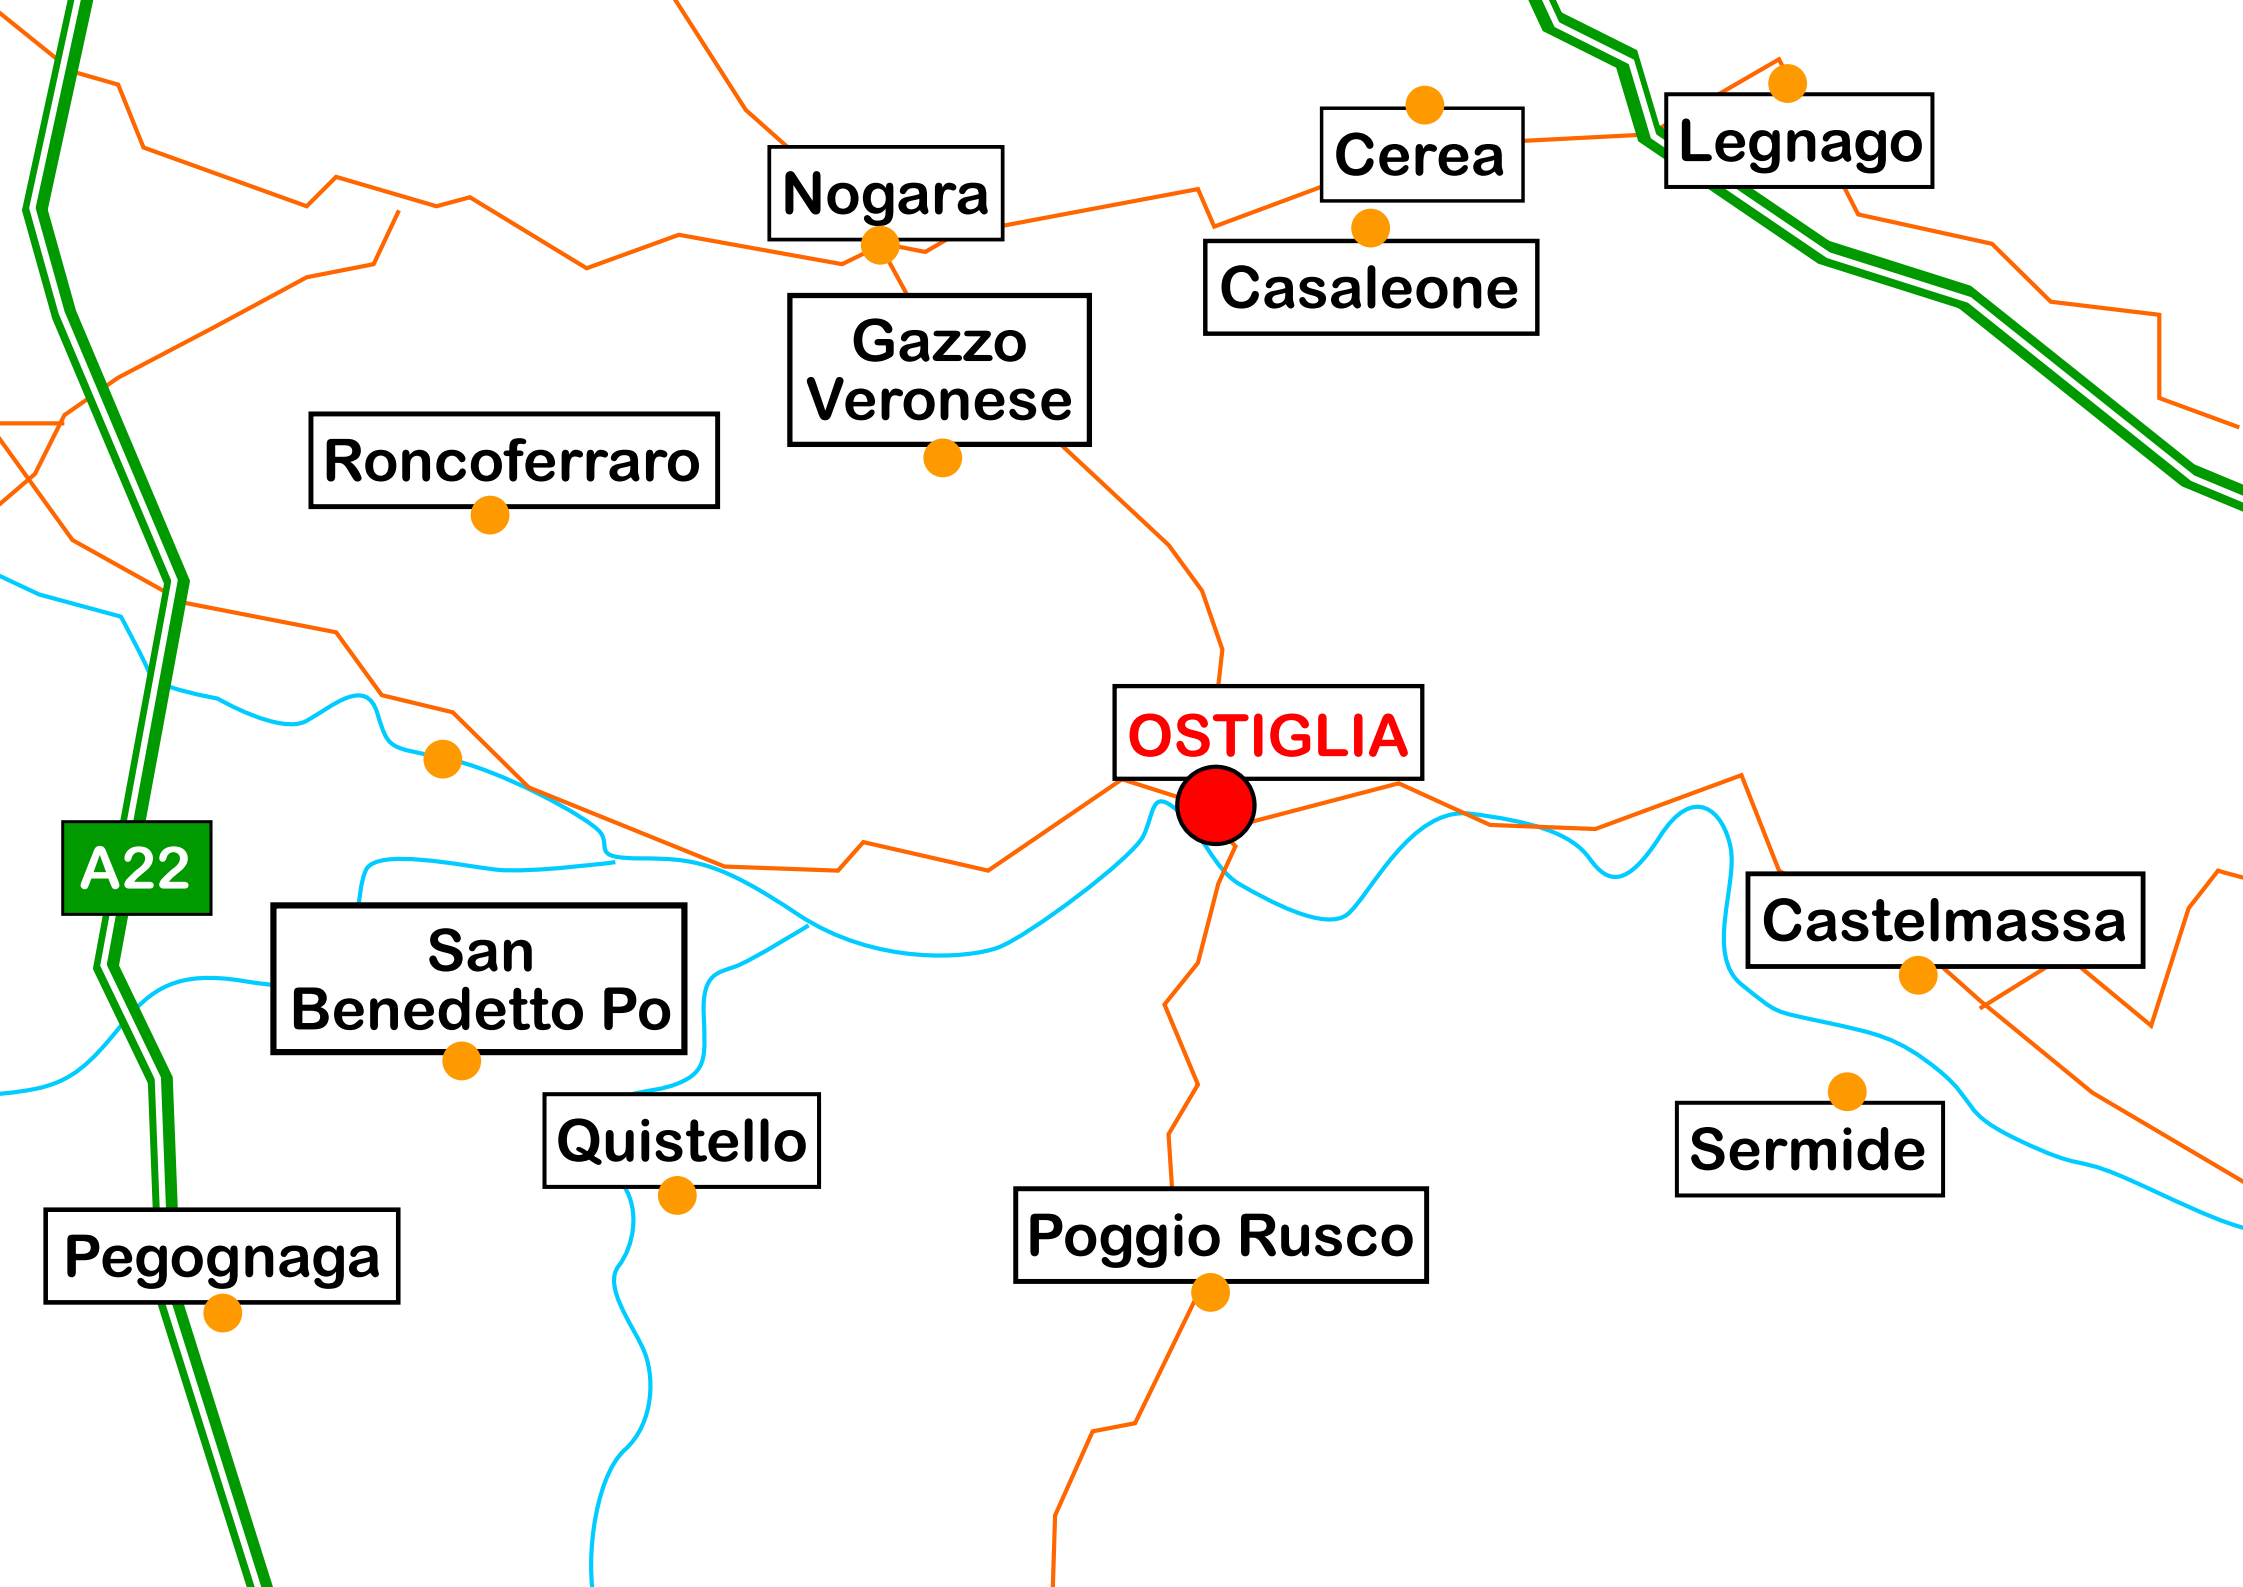 Legnago
Cerea
Nogara
Casaleone
Gazzo
Veronese
Roncoferraro
OSTIGLIA
A22
Castelmassa
San
Benedetto Po
Quistello
Sermide
Poggio Rusco
Pegognaga